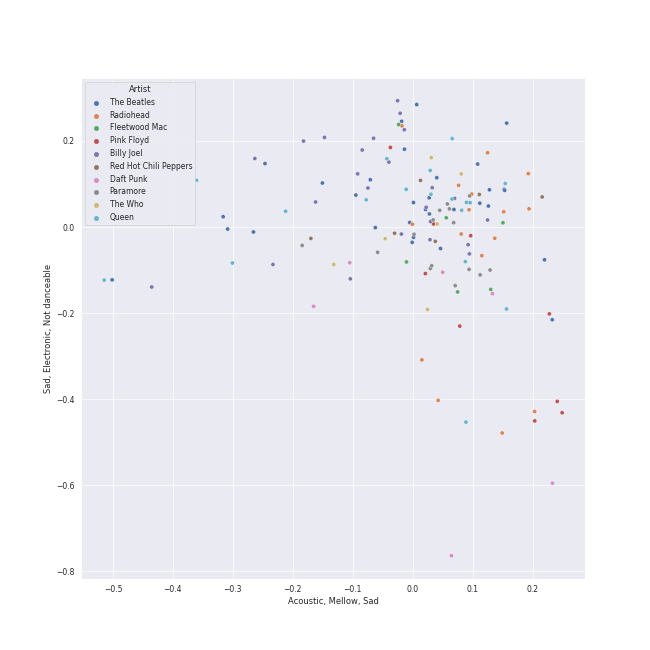 Artist
The Beatles
Radiohead
Fleetwood Mac
Pink Floyd
Billy Joel
Red Hot Chili Peppers
Daft Punk
Paramore
The Who
Queen
0.2
0.0
−0.2
−0.4
−0.6
−0.8
Sad, Electronic, Not danceable
−0.5 −0.4 −0.3 −0.2 −0.1 0.0 0.1 0.2
Acoustic, Mellow, Sad